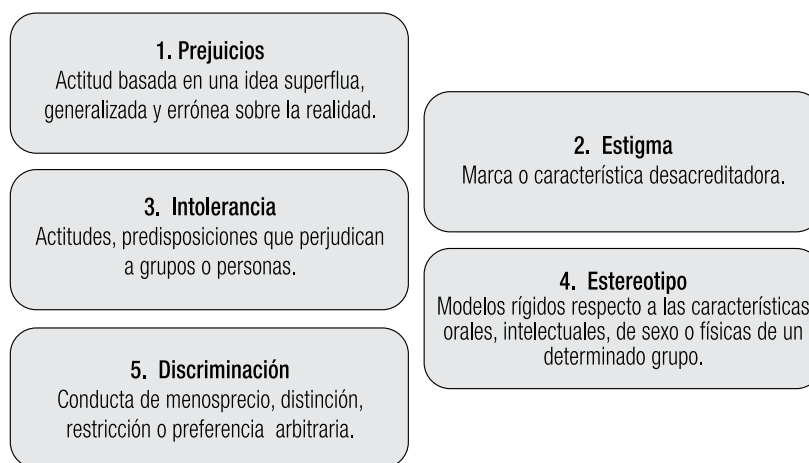 1. Prejuicios
Actitud basada en una idea superflua,
generalizada y errónea sobre la realidad.
2. Estigma
Marca o característica desacreditadora.
3. Intolerancia
Actitudes, predisposiciones que perjudican
a grupos o personas.
4. Estereotipo
Modelos rígidos respecto a las características
orales, intelectuales, de sexo o físicas de un
determinado grupo.
5. Discriminación
Conducta de menosprecio, distinción,
restricción o preferencia arbitraria.